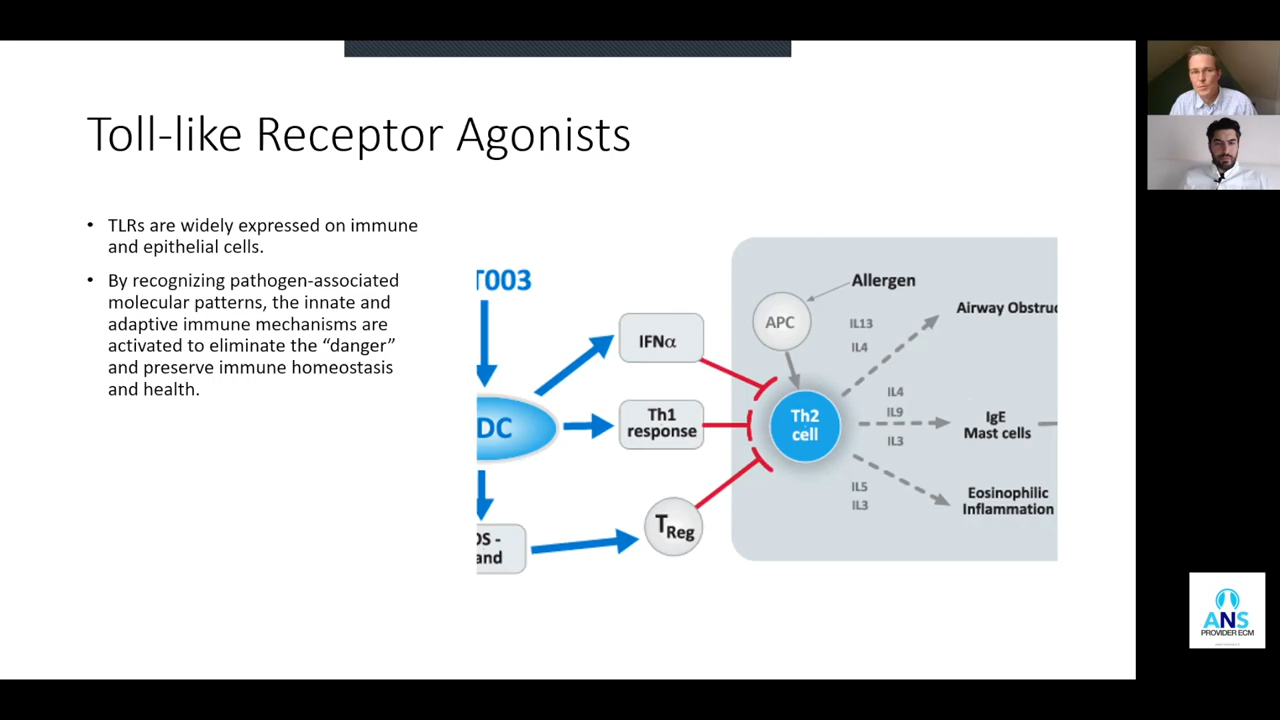 Toll-like Receptor Agonists
• TLRs are widely expressed on immune
and epithelial cells.
• By recognizing pathogen-associated
molecular patterns, the innate and
adaptive immune mechanisms are
activated to eliminate the “danger”
and preserve immune homeostasis
and health.
T003
DC
OS -
and
IFNα
Th1
response
TReg
Allergen
APC
Th2
cell
IL13
IL4
IL4
IL9
IL3
IL5
IL3
Airway Obstruc
IgE
Mast cells
Eosinophilic
Inflammation
ANS
PROVIDER ECM